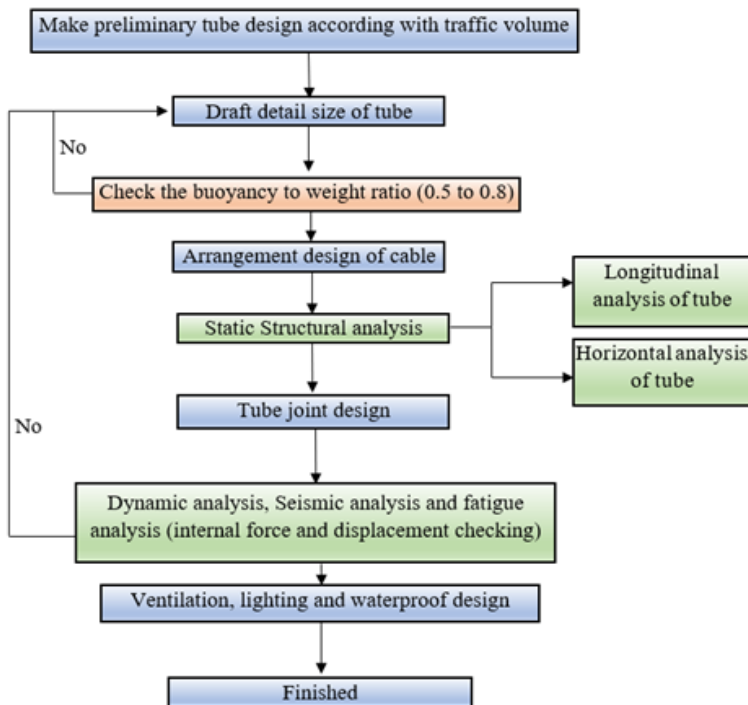 Make preliminary tube design according with traffic volume
Draft detail size of tube
No
Check the buoyancy to weight ratio (0.5 to 0.8)
Arrangement design of cable
Longitudinal
analysis of tube
Static Structural analysis
Horizontal analysis
of tube
Tube joint design
No
Dynamic analysis, Seismic analysis and fatigue
analysis (internal force and displacement checking)
Ventilation, lighting and waterproof design
Finished